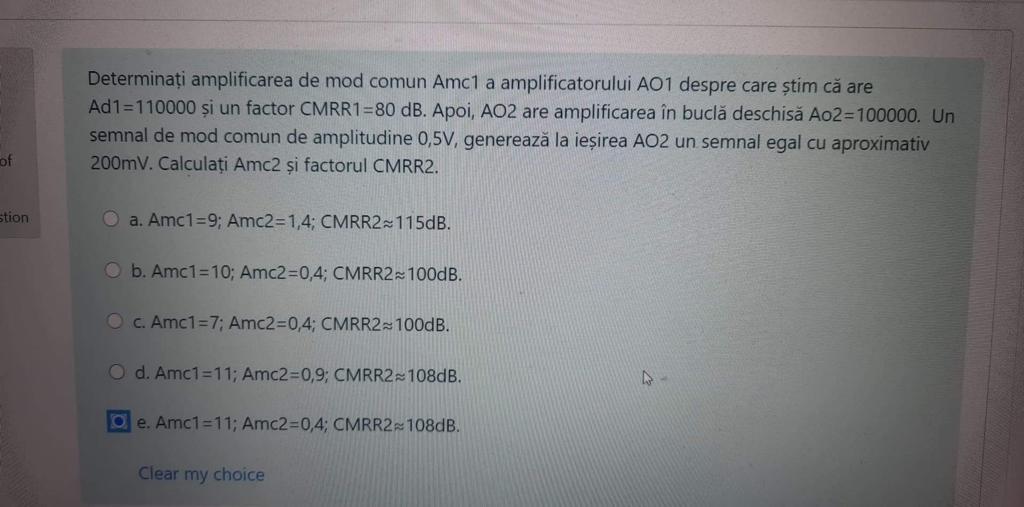 Determinați amplificarea de mod comun Amc1 a amplificatorului AO1 despre care știm că are
Ad1=110000 și un factor CMRR1=80 dB. Apoi, AO2 are amplificarea în buclă deschisă Ao2=100000. Un
semnal de mod comun de amplitudine 0,5V, generează la ieșirea AO2 un semnal egal cu aproximativ
200mV. Calculați Amc2 și factorul CMRR2.
of
stion
a. Amc1=9; Amc2=1,4; CMRR2≈115dB.
b. Amc1=10; Amc2=0,4; CMRR2≈100dB.
c. Amc1=7; Amc2=0,4; CMRR2≈100dB.
d. Amc1=11; Amc2=0,9; CMRR2≈108dB.
e. Amc1=11; Amc2=0,4; CMRR2≈108dB.
Clear my choice